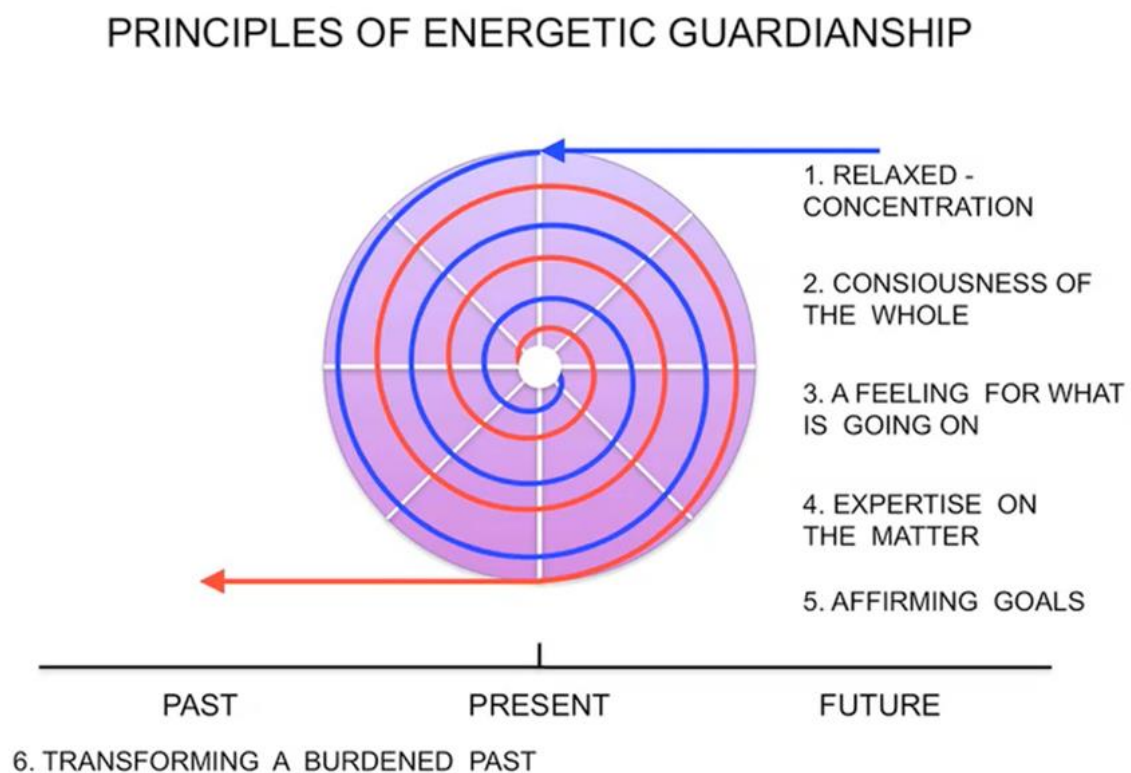 PRINCIPLES OF ENERGETIC GUARDIANSHIP
1. RELAXED -
CONCENTRATION
2. CONSIOUSNESS OF
THE WHOLE
3. A FEELING FOR WHAT
IS GOING ON
4. EXPERTISE ON
THE MATTER
5. AFFIRMING GOALS
PAST PRESENT FUTURE
6. TRANSFORMING A BURDENED PAST